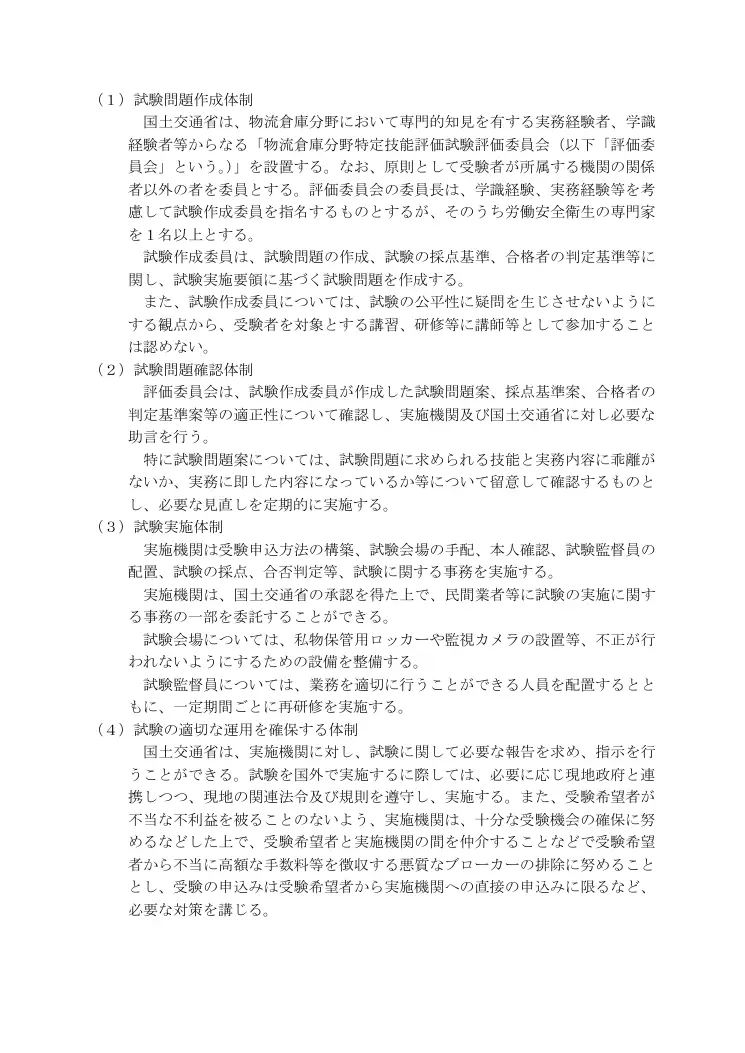 （１）試験問題作成体制
国土交通省は、物流倉庫分野において専門的知見を有する実務経験者、学識
経験者等からなる「物流倉庫分野特定技能評価試験評価委員会（以下「評価委
員会」という。）」を設置する。なお、原則として受験者が所属する機関の関係
者以外の者を委員とする。評価委員会の委員長は、学識経験、実務経験等を考
慮して試験作成委員を指名するものとするが、そのうち労働安全衛生の専門家
を１名以上とする。
試験作成委員は、試験問題の作成、試験の採点基準、合格者の判定基準等に
関し、試験実施要領に基づく試験問題を作成する。
また、試験作成委員については、試験の公平性に疑問を生じさせないように
する観点から、受験者を対象とする講習、研修等に講師等として参加すること
は認めない。
（２）試験問題確認体制
評価委員会は、試験作成委員が作成した試験問題案、採点基準案、合格者の
判定基準案等の適正性について確認し、実施機関及び国土交通省に対し必要な
助言を行う。
特に試験問題案については、試験問題に求められる技能と実務内容に乖離が
ないか、実務に即した内容になっているか等について留意して確認するものと
し、必要な見直しを定期的に実施する。
（３）試験実施体制
実施機関は受験申込方法の構築、試験会場の手配、本人確認、試験監督員の
配置、試験の採点、合否判定等、試験に関する事務を実施する。
実施機関は、国土交通省の承認を得た上で、民間業者等に試験の実施に関す
る事務の一部を委託することができる。
試験会場については、私物保管用ロッカーや監視カメラの設置等、不正が行
われないようにするための設備を整備する。
試験監督員については、業務を適切に行うことができる人員を配置するとと
もに、一定期間ごとに再研修を実施する。
（４）試験の適切な運用を確保する体制
国土交通省は、実施機関に対し、試験に関して必要な報告を求め、指示を行
うことができる。試験を国外で実施するに際しては、必要に応じ現地政府と連
携しつつ、現地の関連法令及び規則を遵守し、実施する。また、受験希望者が
不当な不利益を被ることのないよう、実施機関は、十分な受験機会の確保に努
めるなどした上で、受験希望者と実施機関の間を仲介することなどで受験希望
者から不当に高額な手数料等を徴収する悪質なブローカーの排除に努めること
とし、受験の申込みは受験希望者から実施機関への直接の申込みに限るなど、
必要な対策を講じる。